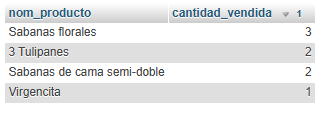 nom_producto cantidad_vendida 1
Sabanas florales 3
3 Tulipanes 2
Sabanas de cama semi-doble 2
Virgencita 1